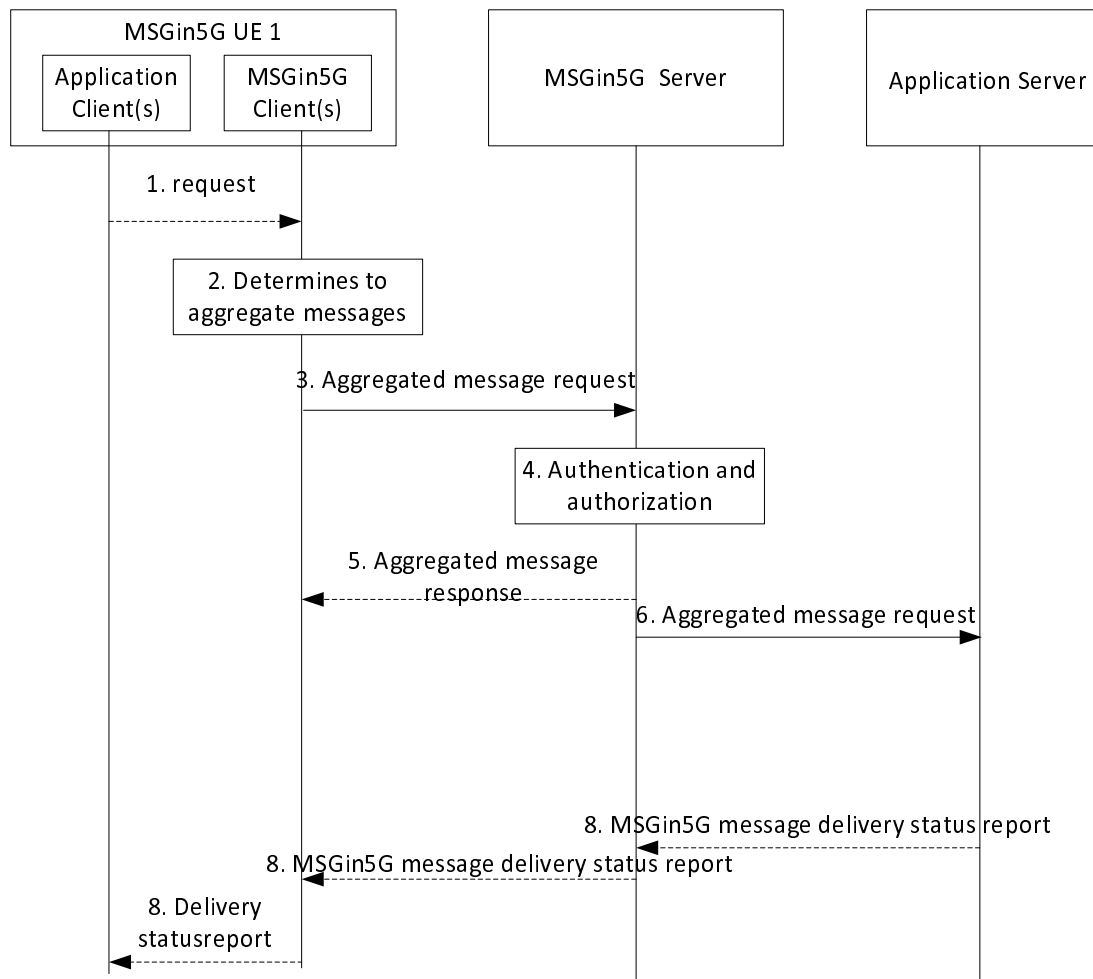 MSGin5G UE 1
Application
Client(s)
MSGin5G
Client(s)
MSGin5G  Server
Application Server
1. request
2. Determines to
aggregate messages
3. Aggregated message request
4. Authentication and
authorization
5. Aggregated message
response
6. Aggregated message request
8. MSGin5G message delivery status report
8. MSGin5G message delivery status report
8. Delivery
statusreport